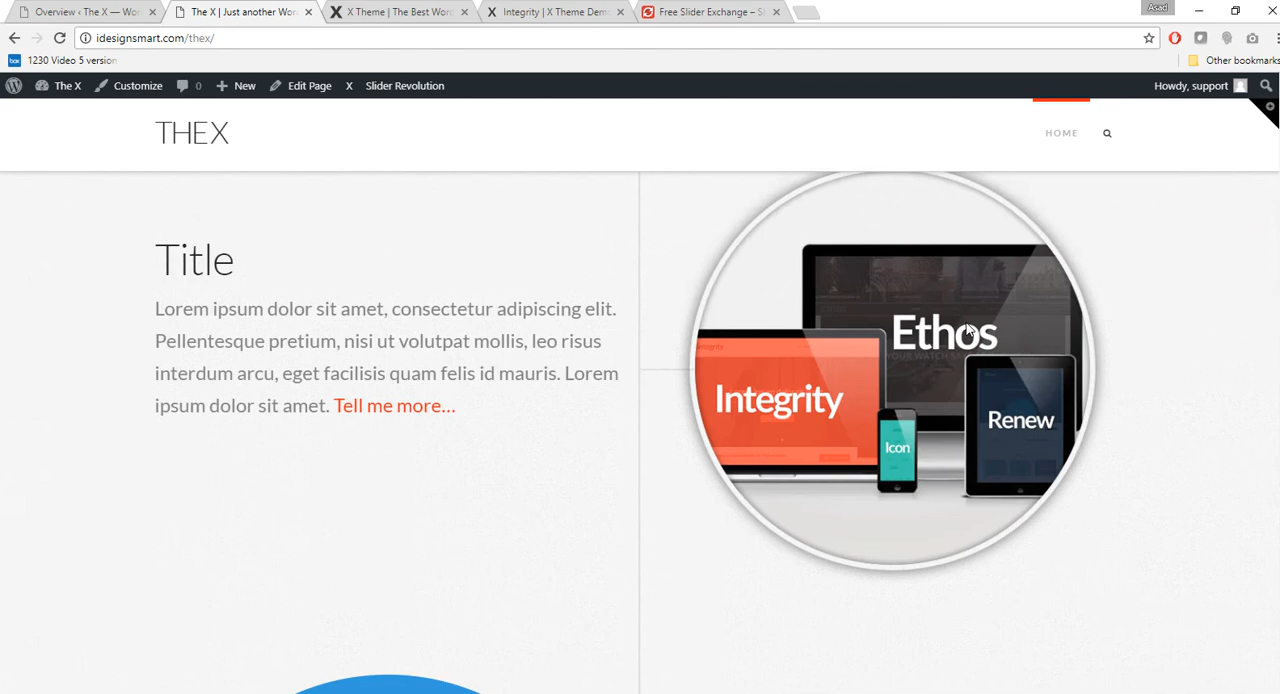 Overview ‹ The X — Wor
The X | Just another Wor
X Theme | The Best Word
Integrity | X Theme Dem
Free Slider Exchange – Sl
Asad
idesignsmart.com/thex/
1230 Video 5 version
Other bookmarks
The X
Customize
0
New
Edit Page
X
Slider Revolution
Howdy, support
THE X
HOME
Title
Lorem ipsum dolor sit amet, consectetur adipiscing elit.
Pellentesque pretium, nisi ut volutpat mollis, leo risus
interdum arcu, eget facilisis quam felis id mauris. Lorem
ipsum dolor sit amet. Tell me more...
Ethos
Integrity
Icon
Renew